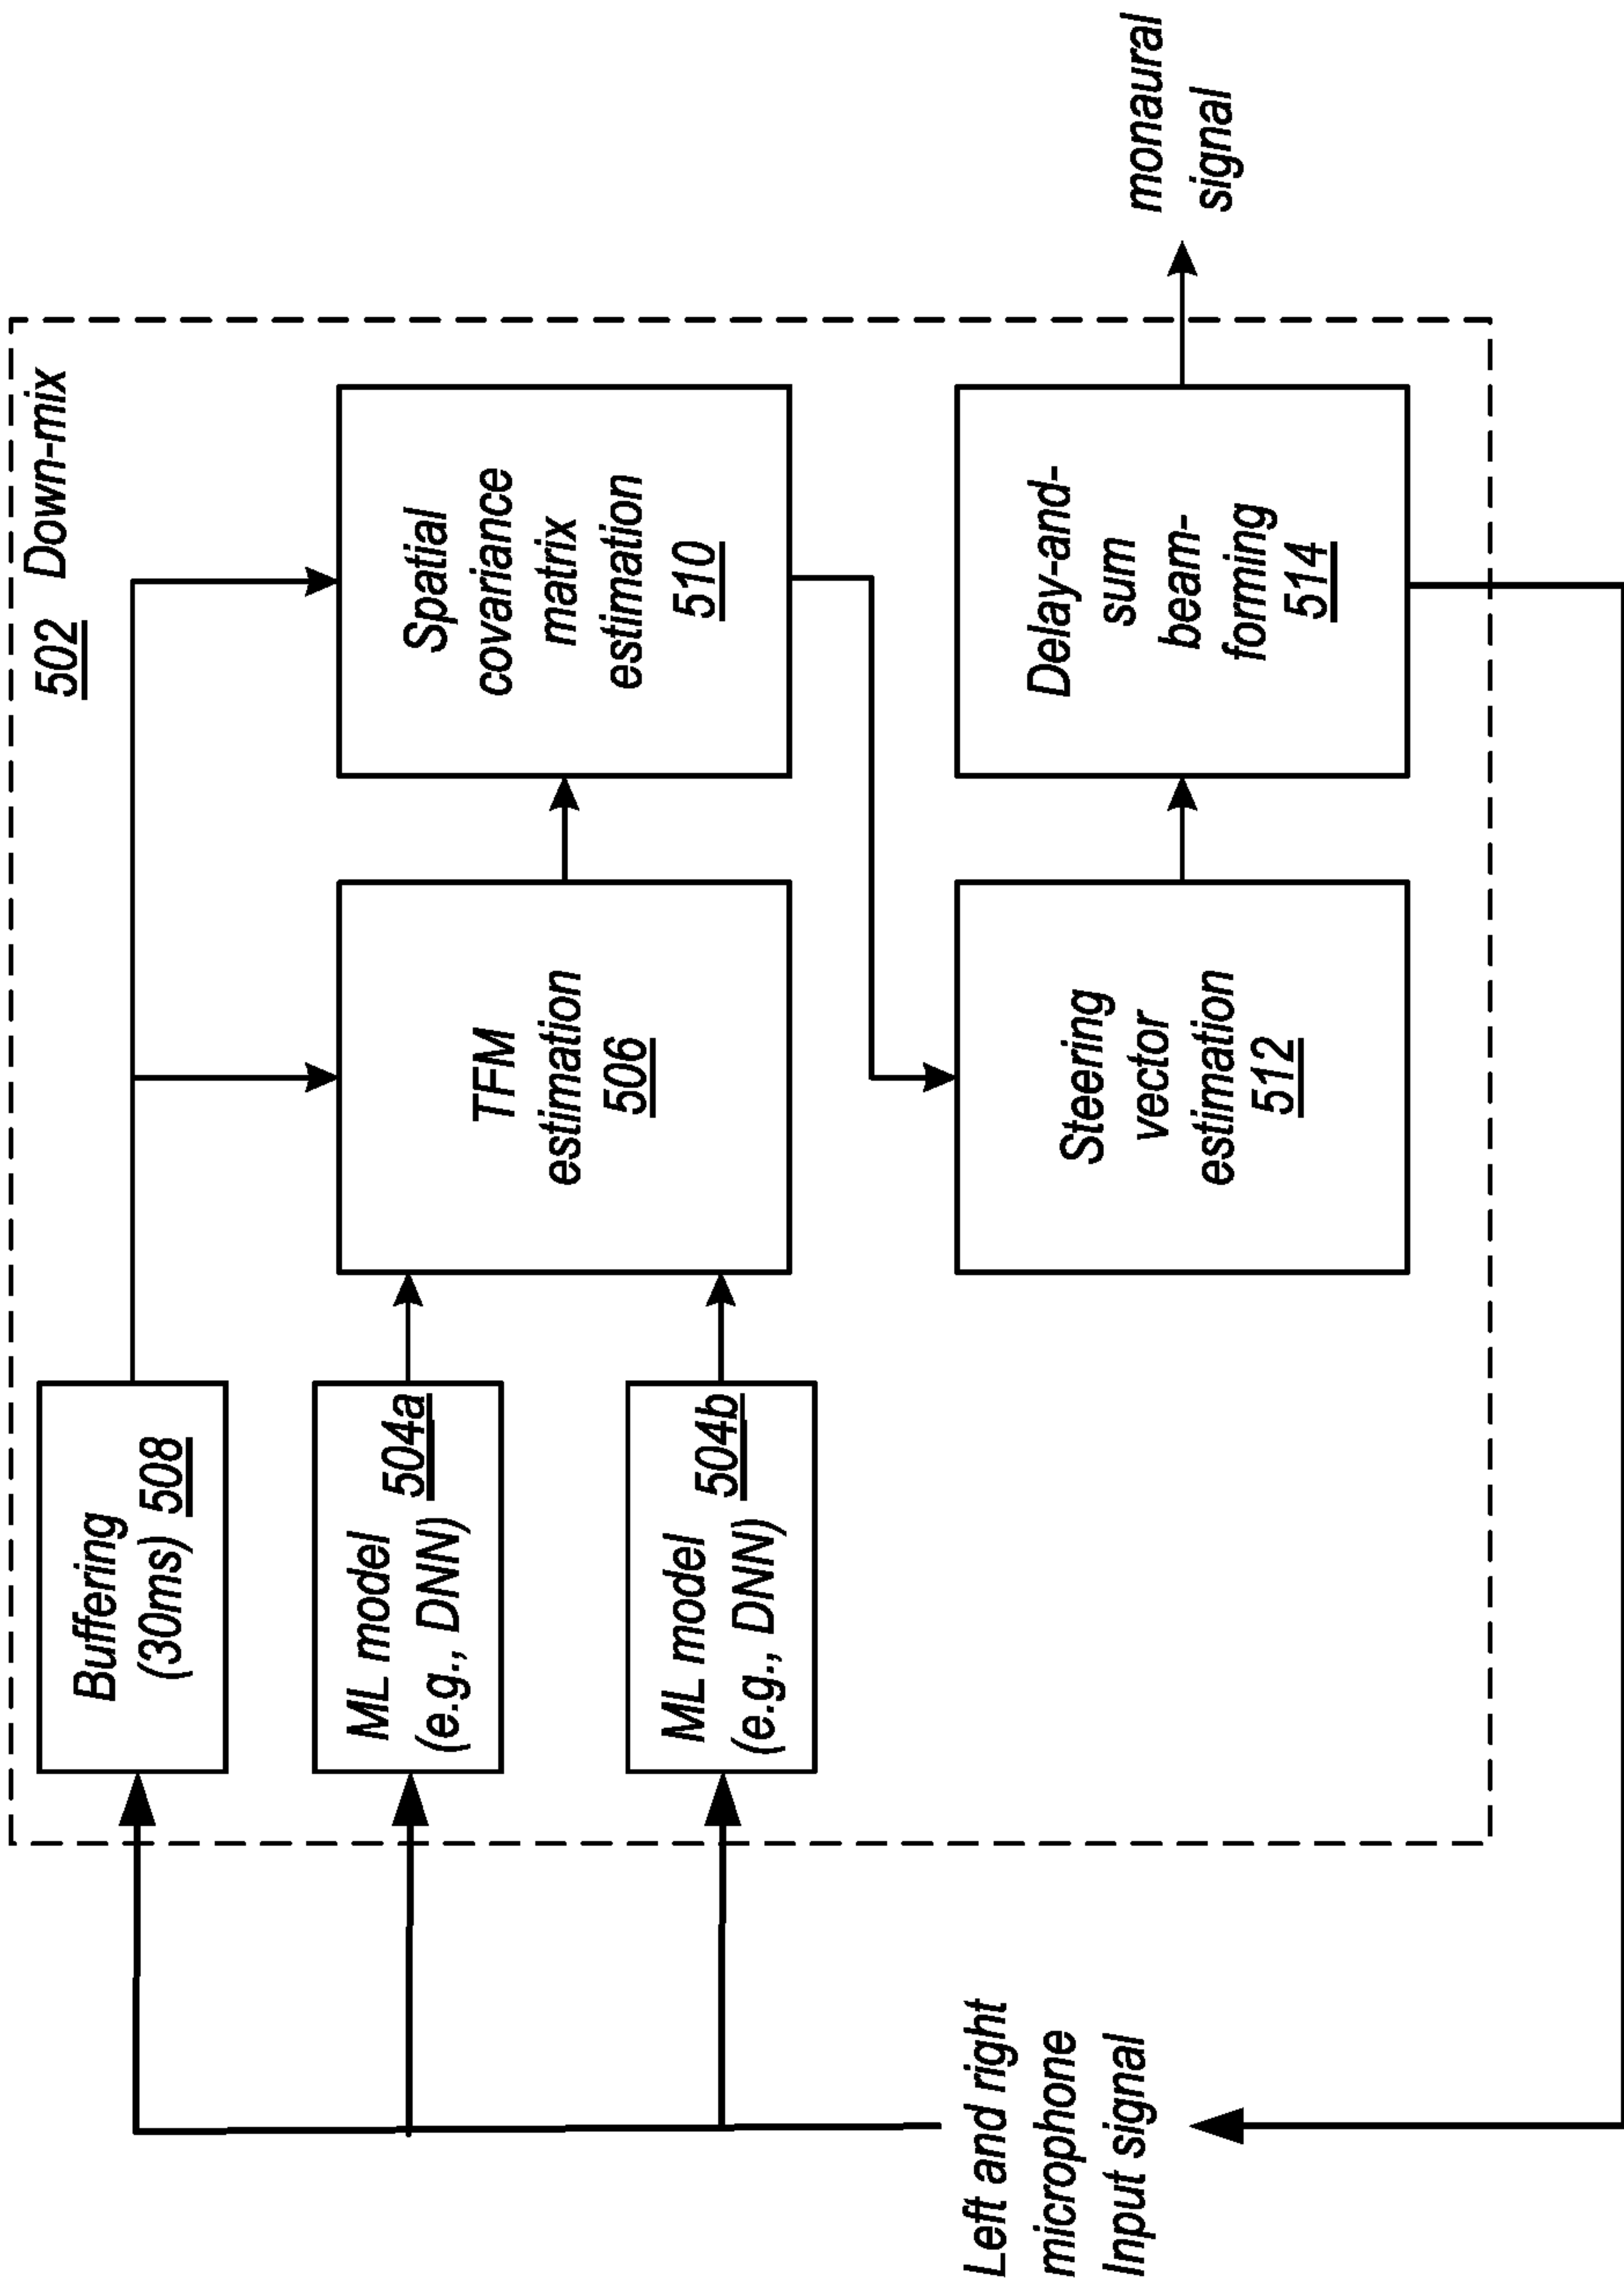 502 Down-mix
Buffering
(30ms) 508
ML model
(e.g., DNN) 504a
ML model
(e.g., DNN) 504b
TFM
estimation
506
Spatial
covariance
matrix
estimation
510
Steering
vector
estimation
512
Delay-and-
sum
beam-
forming
514
monaural
signal
Left and right
microphone
Input signal